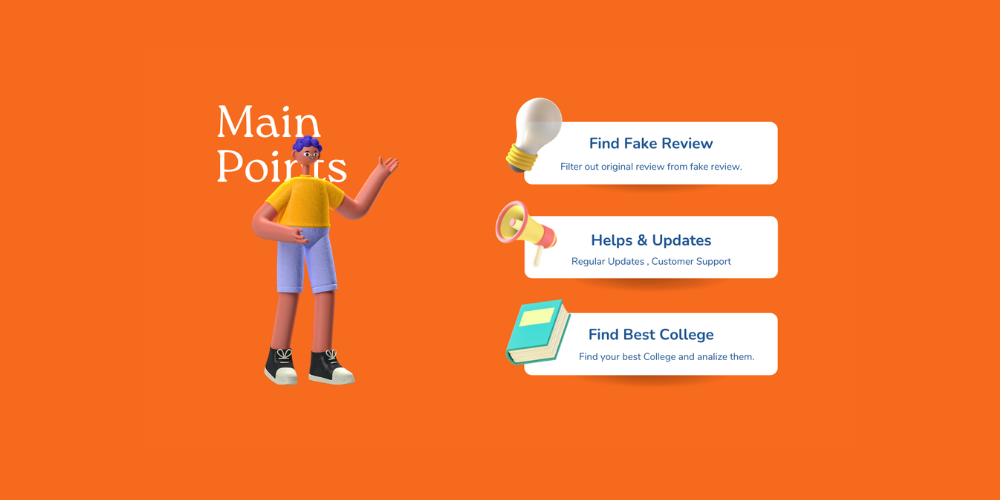 Main
Points
Find Fake Review
Filter out original review from fake review.
Helps & Updates
Regular Updates , Customer Support
Find Best College
Find your best College and analize them.